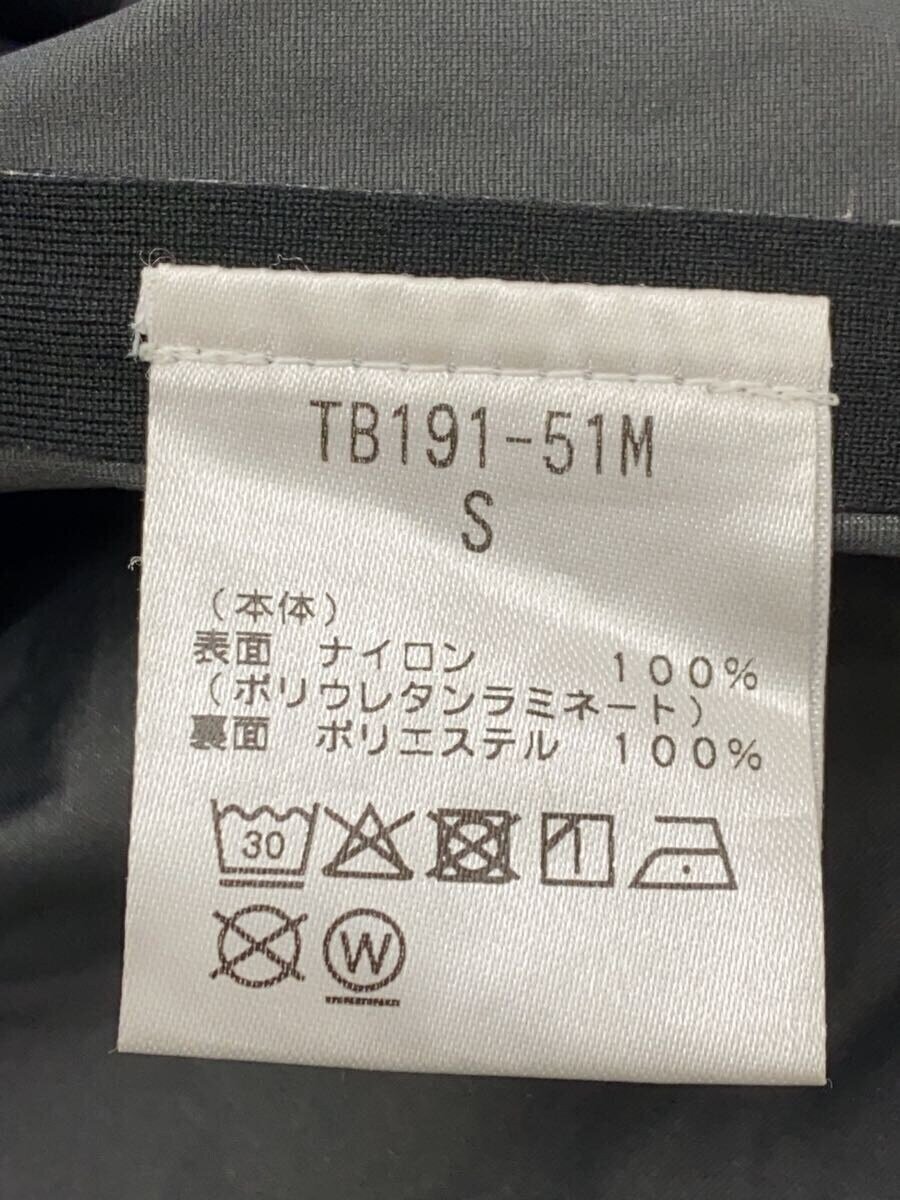 TB191-51M
S
(本体)
表面 ナイロン 100%
(ポリウレタンラミネート)
裏面 ポリエステル 100%
30
W